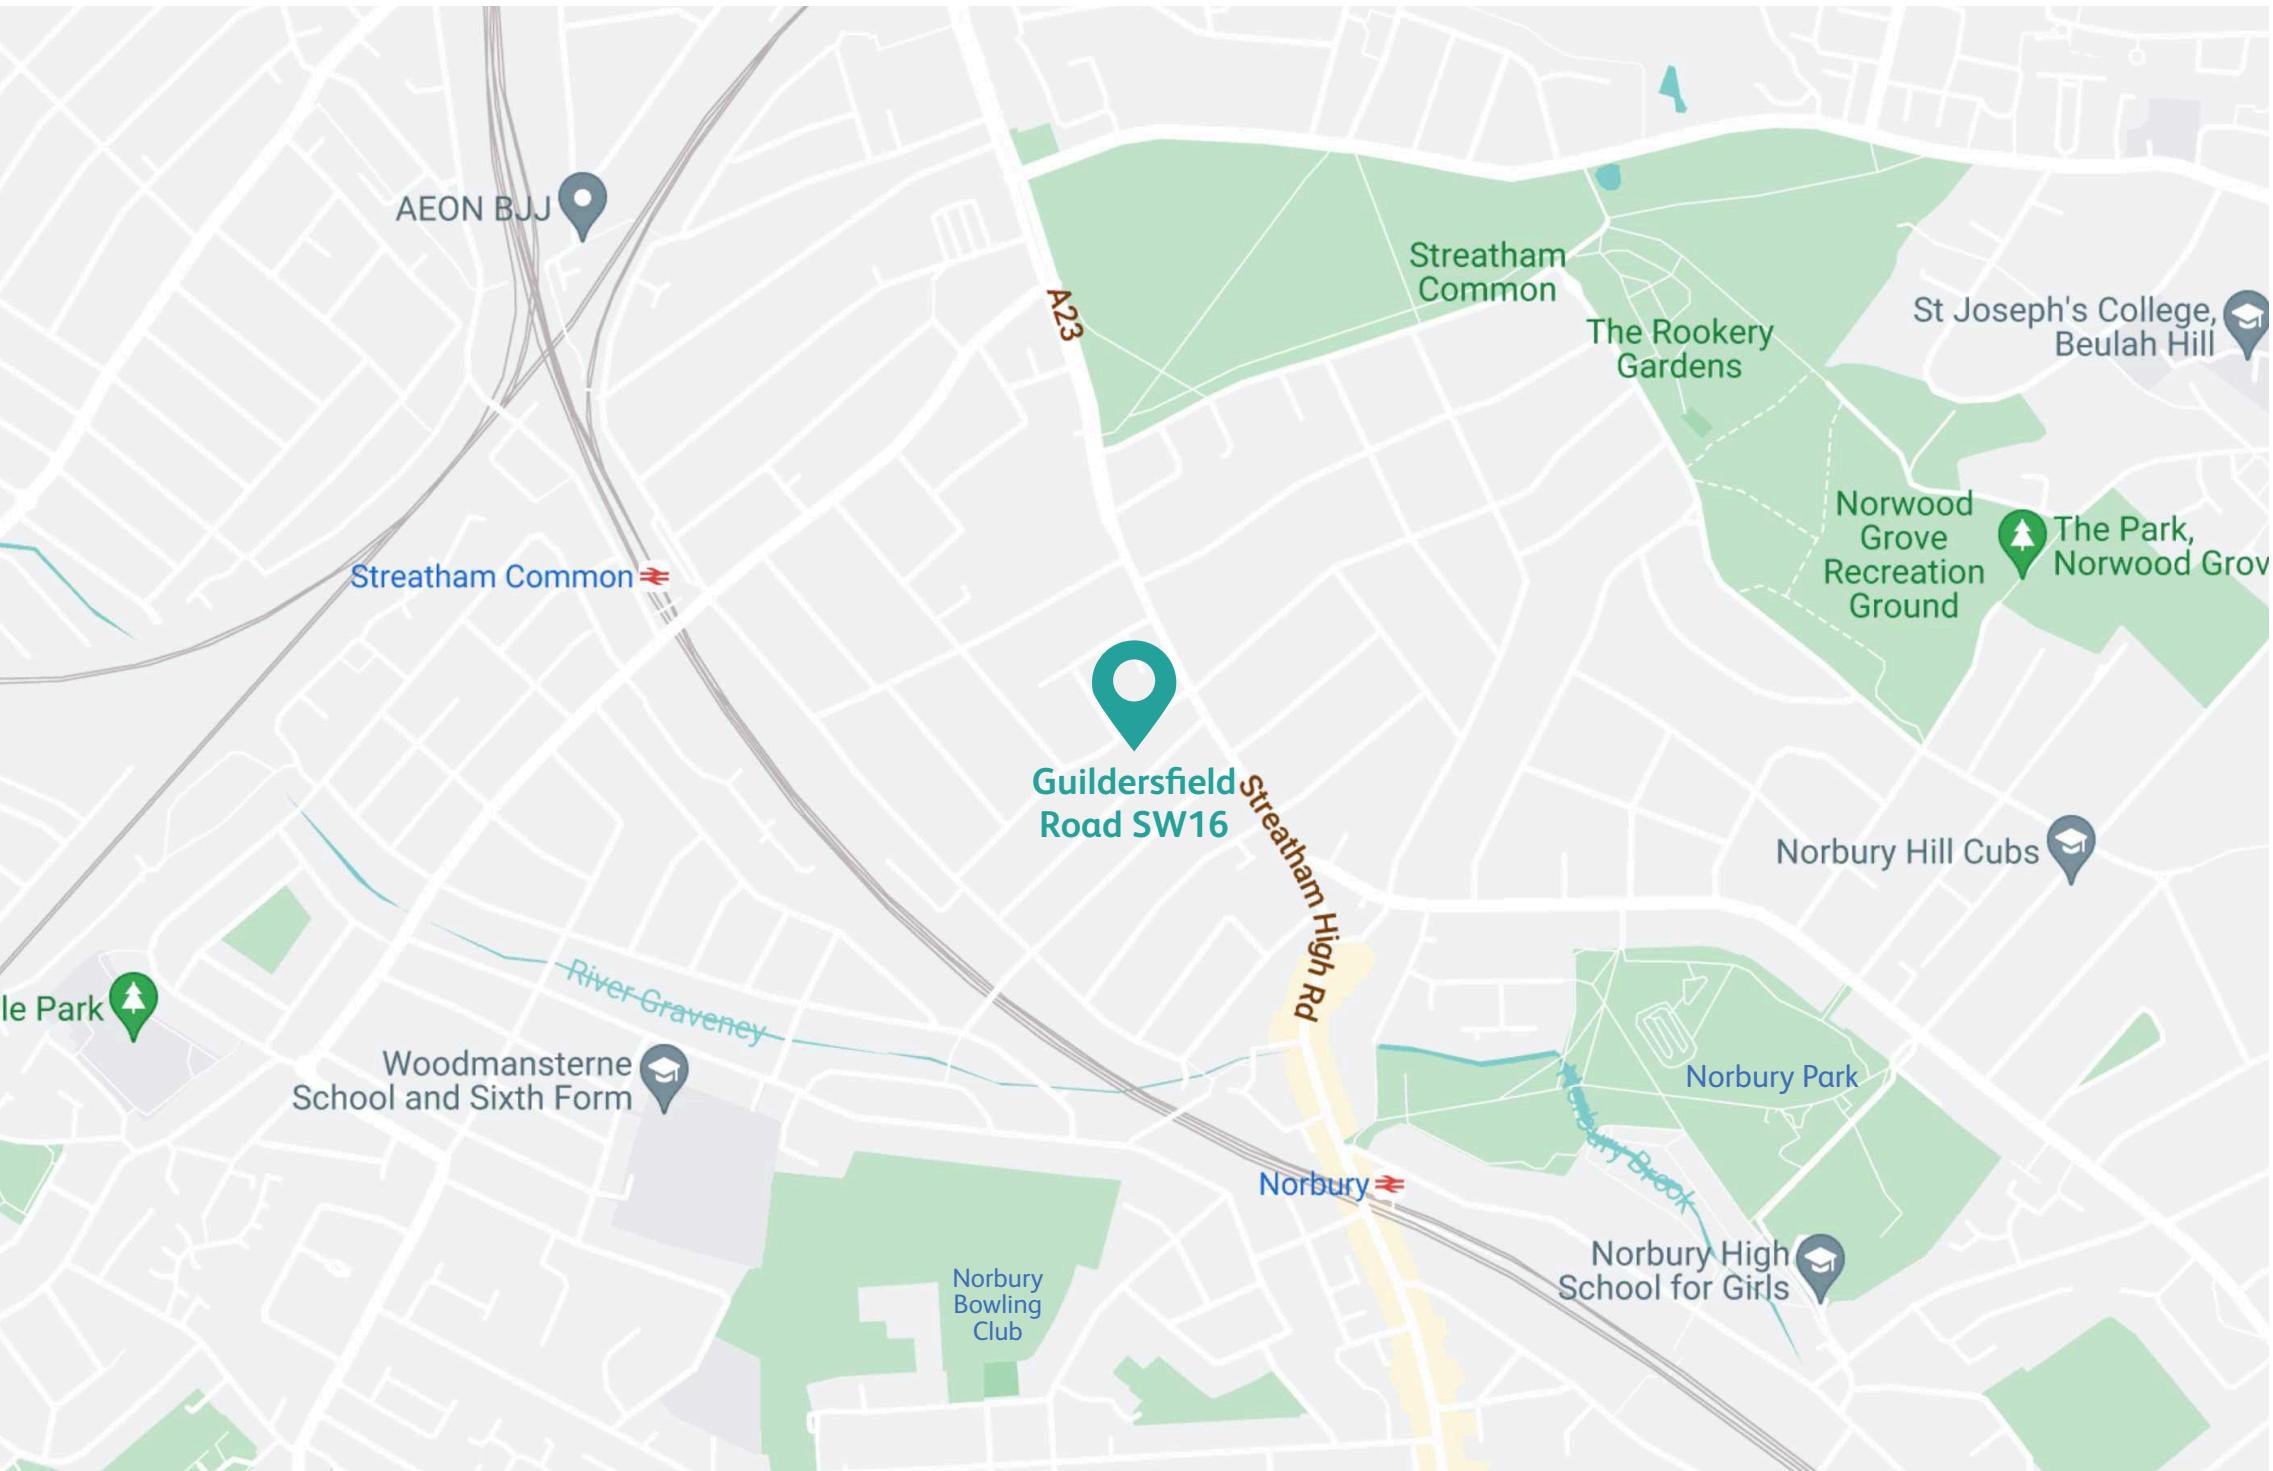 AEON BJJ
A23
Streatham
Common
The Rookery
Gardens
St Joseph's College,
Beulah Hill
Norwood
Grove
Recreation
Ground
The Park,
Norwood Grov
Streatham Common
Guildersfield
Road SW16
Streatham High Rd
Norbury Hill Cubs
River Graveney
le Park
Woodmansterne
School and Sixth Form
Norbury Park
Norbury Brook
Norbury
Norbury High
School for Girls
Norbury
Bowling
Club